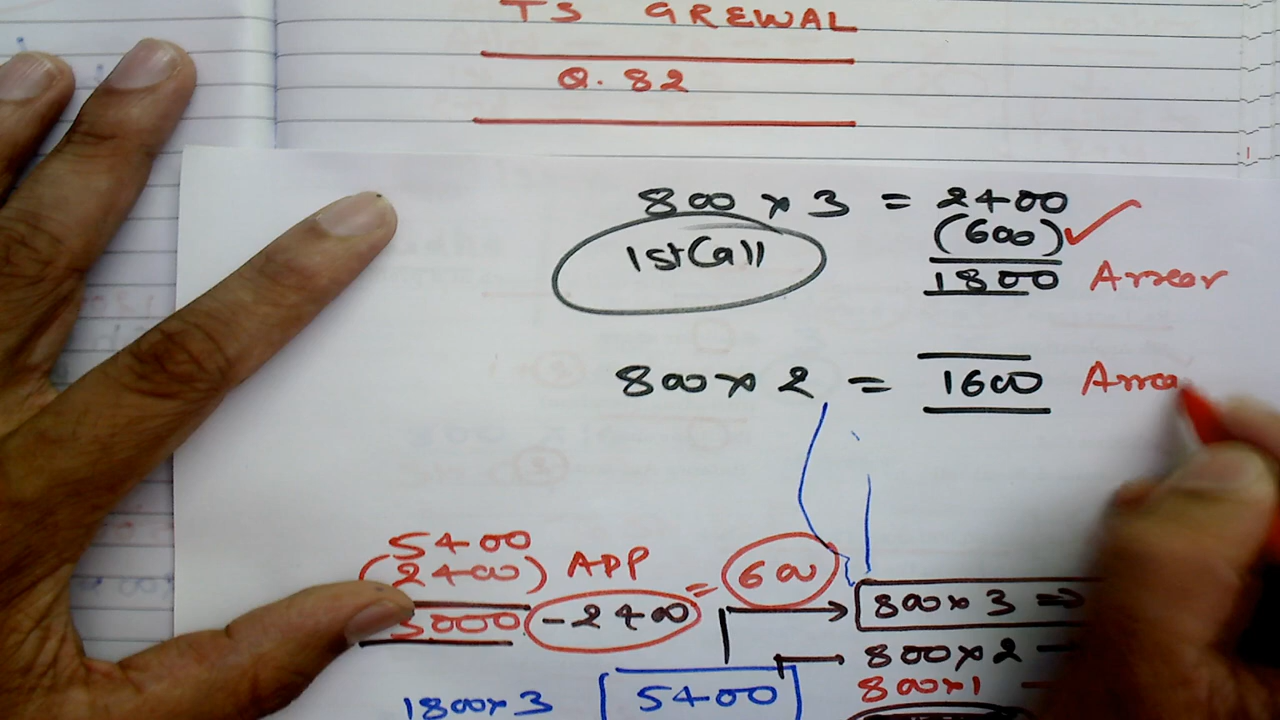 TS GREWAL
Q. 82
800 x 3 = 2400
(600) ✓
1st Call
1800 Arrear
800 x 2 = 1600 Arrea
5400
(2400) APP = 600
3000 - 2400
800 x 3 ⇒
800 x 2 -
800 x 1 -
1800 x 3 5400